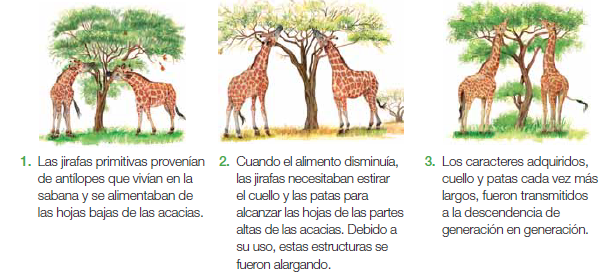 1. Las jirafas primitivas provenían
de antílopes que vivían en la
sabana y se alimentaban de
las hojas bajas de las acacias.
2. Cuando el alimento disminuía,
las jirafas necesitaban estirar
el cuello y las patas para
alcanzar las hojas de las partes
altas de las acacias. Debido a
su uso, estas estructuras se
fueron alargando.
3. Los caracteres adquiridos,
cuello y patas cada vez más
largos, fueron transmitidos
a la descendencia de
generación en generación.